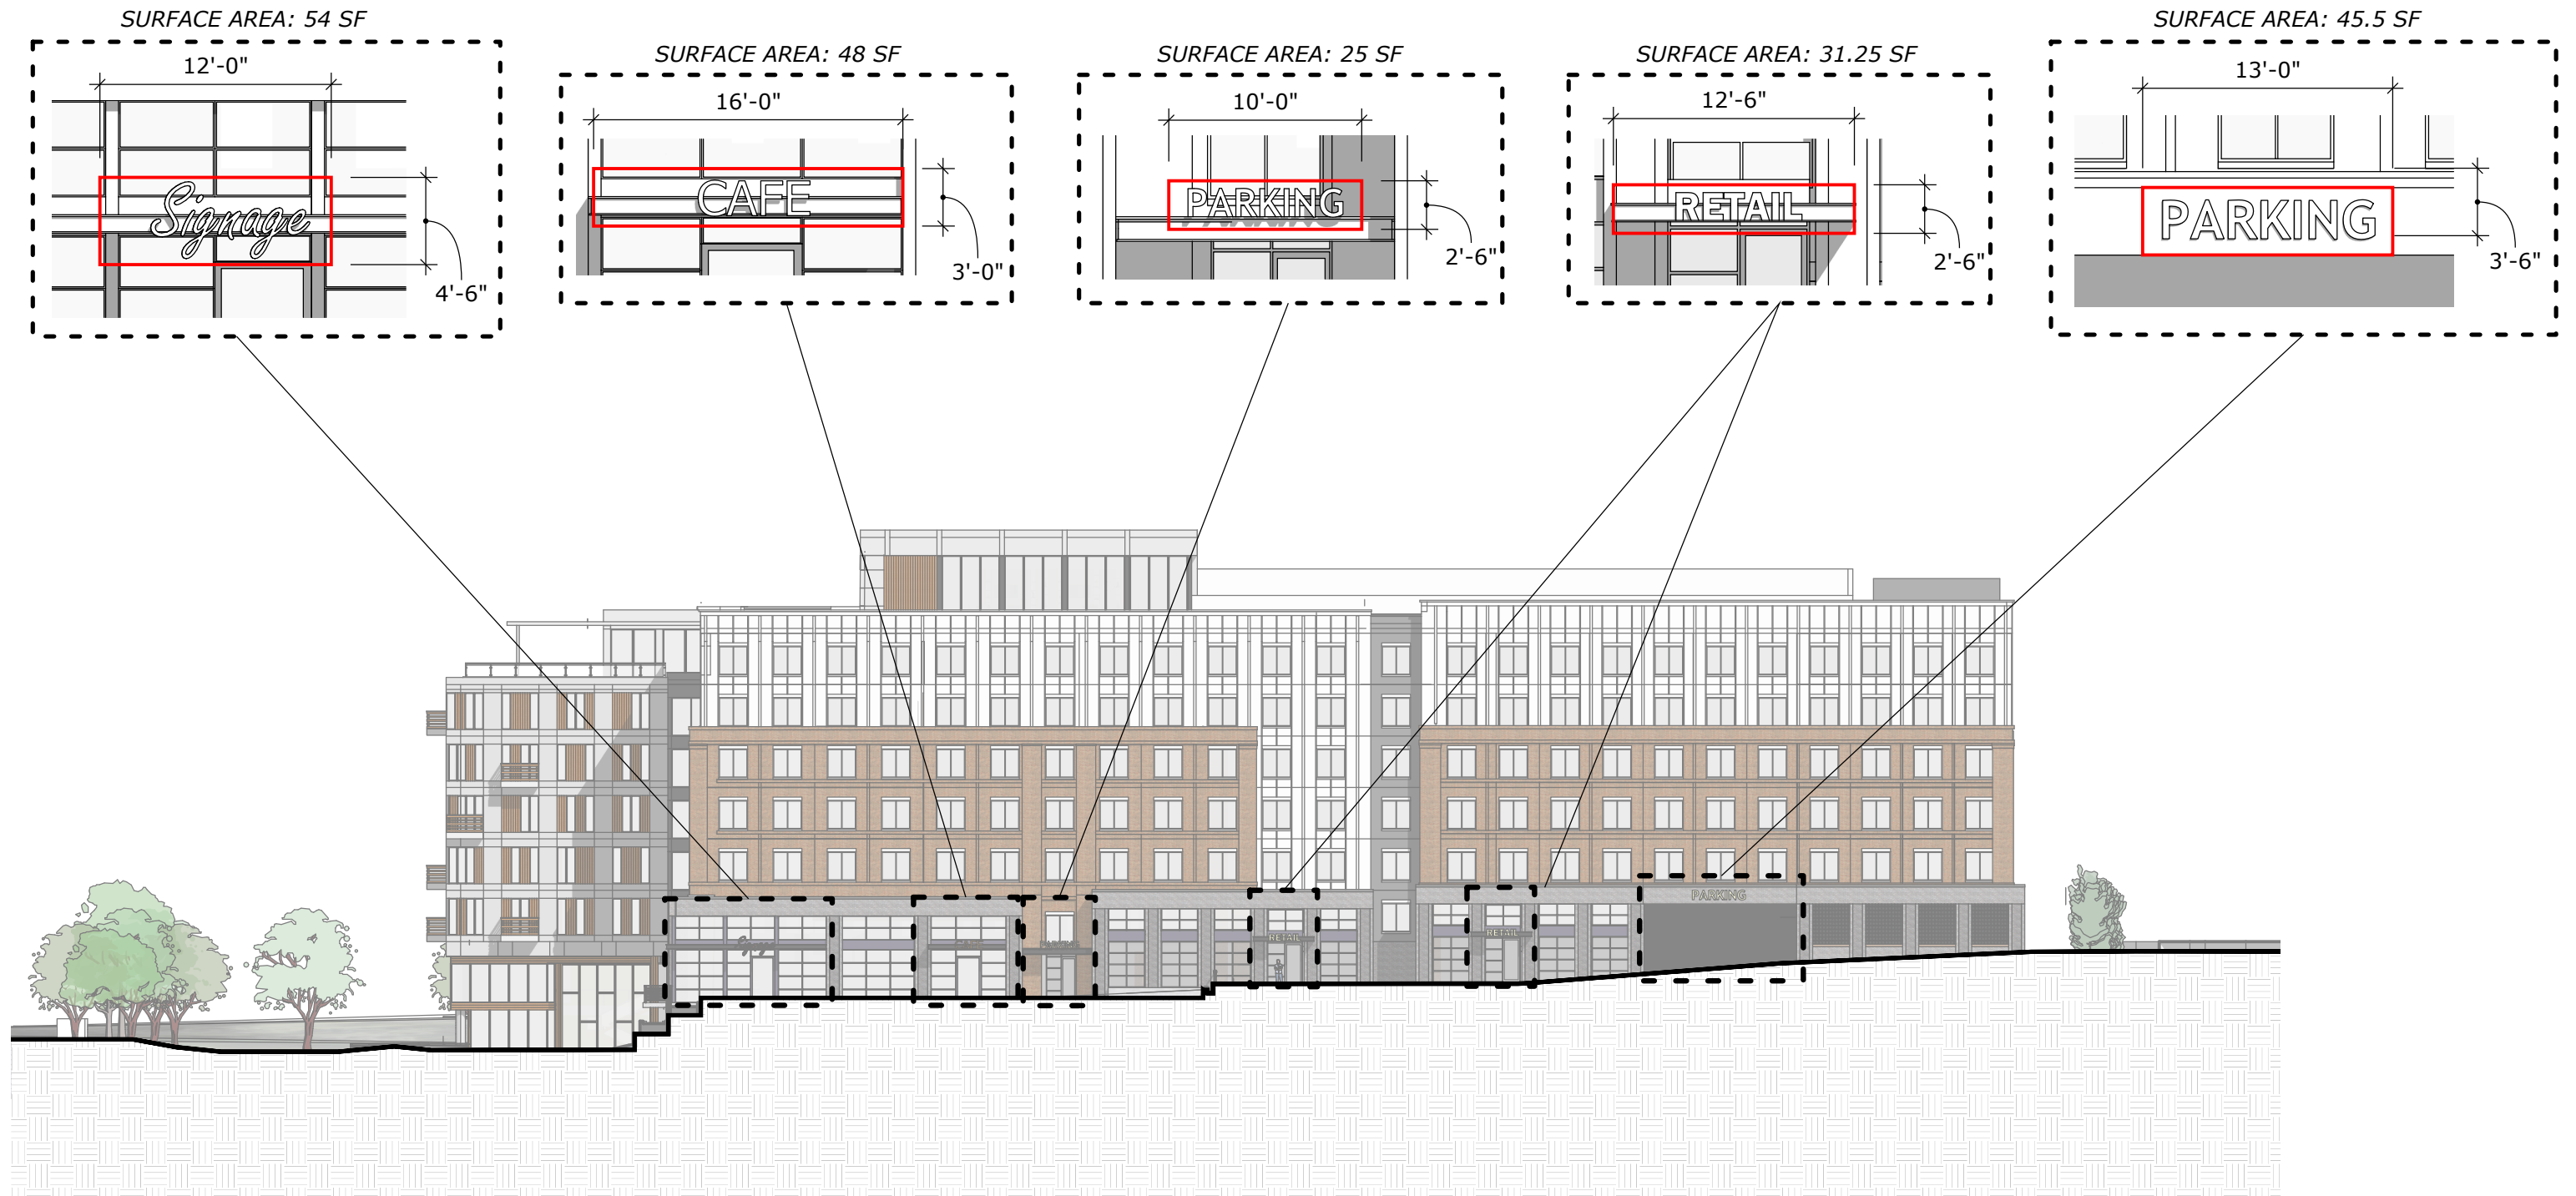 SURFACE AREA: 54 SF
12'-0"
Signage
4'-6"
SURFACE AREA: 48 SF
16'-0"
CAFE
3'-0"
SURFACE AREA: 25 SF
10'-0"
PARKING
2'-6"
SURFACE AREA: 31.25 SF
12'-6"
RETAIL
2'-6"
SURFACE AREA: 45.5 SF
13'-0"
PARKING
3'-6"
Signage
PARKING
RETAIL
RETAIL
PARKING